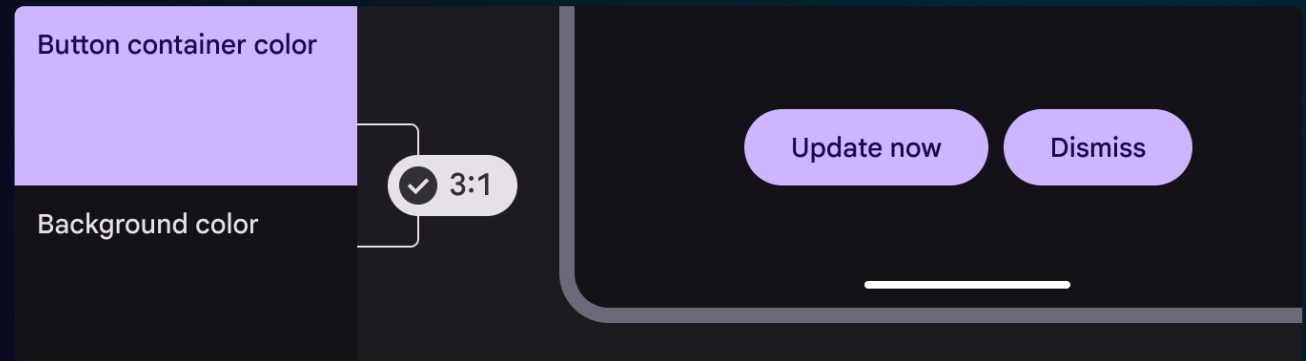 Button container color
Background color
3:1
Update now
Dismiss